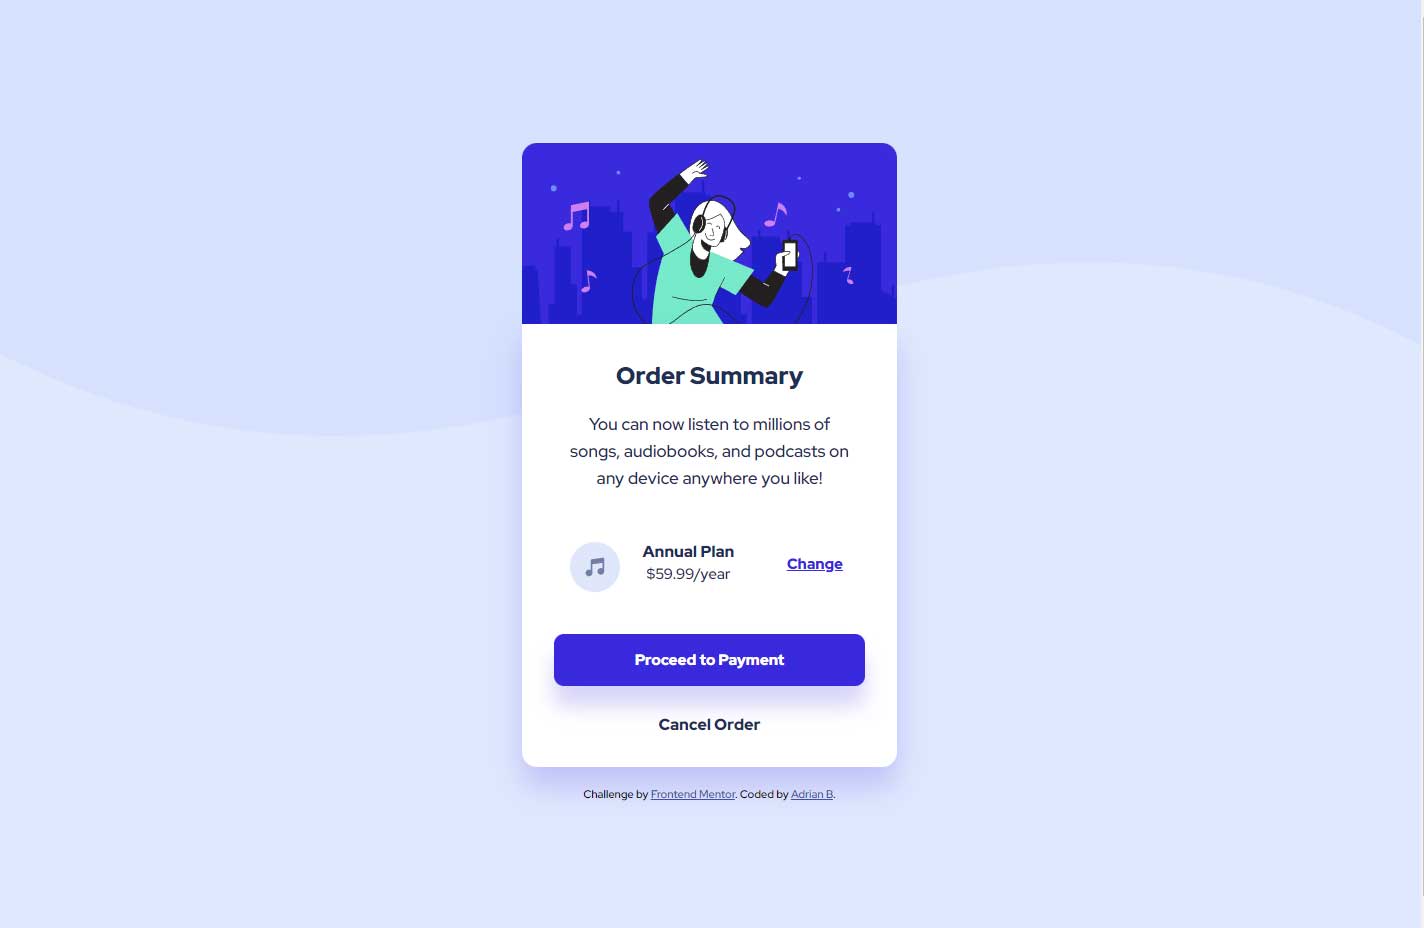 Order Summary
You can now listen to millions of
songs, audiobooks, and podcasts on
any device anywhere you like!
Annual Plan
$59.99/year
Change
Proceed to Payment
Cancel Order
Challenge by Frontend Mentor. Coded by Adrian B.